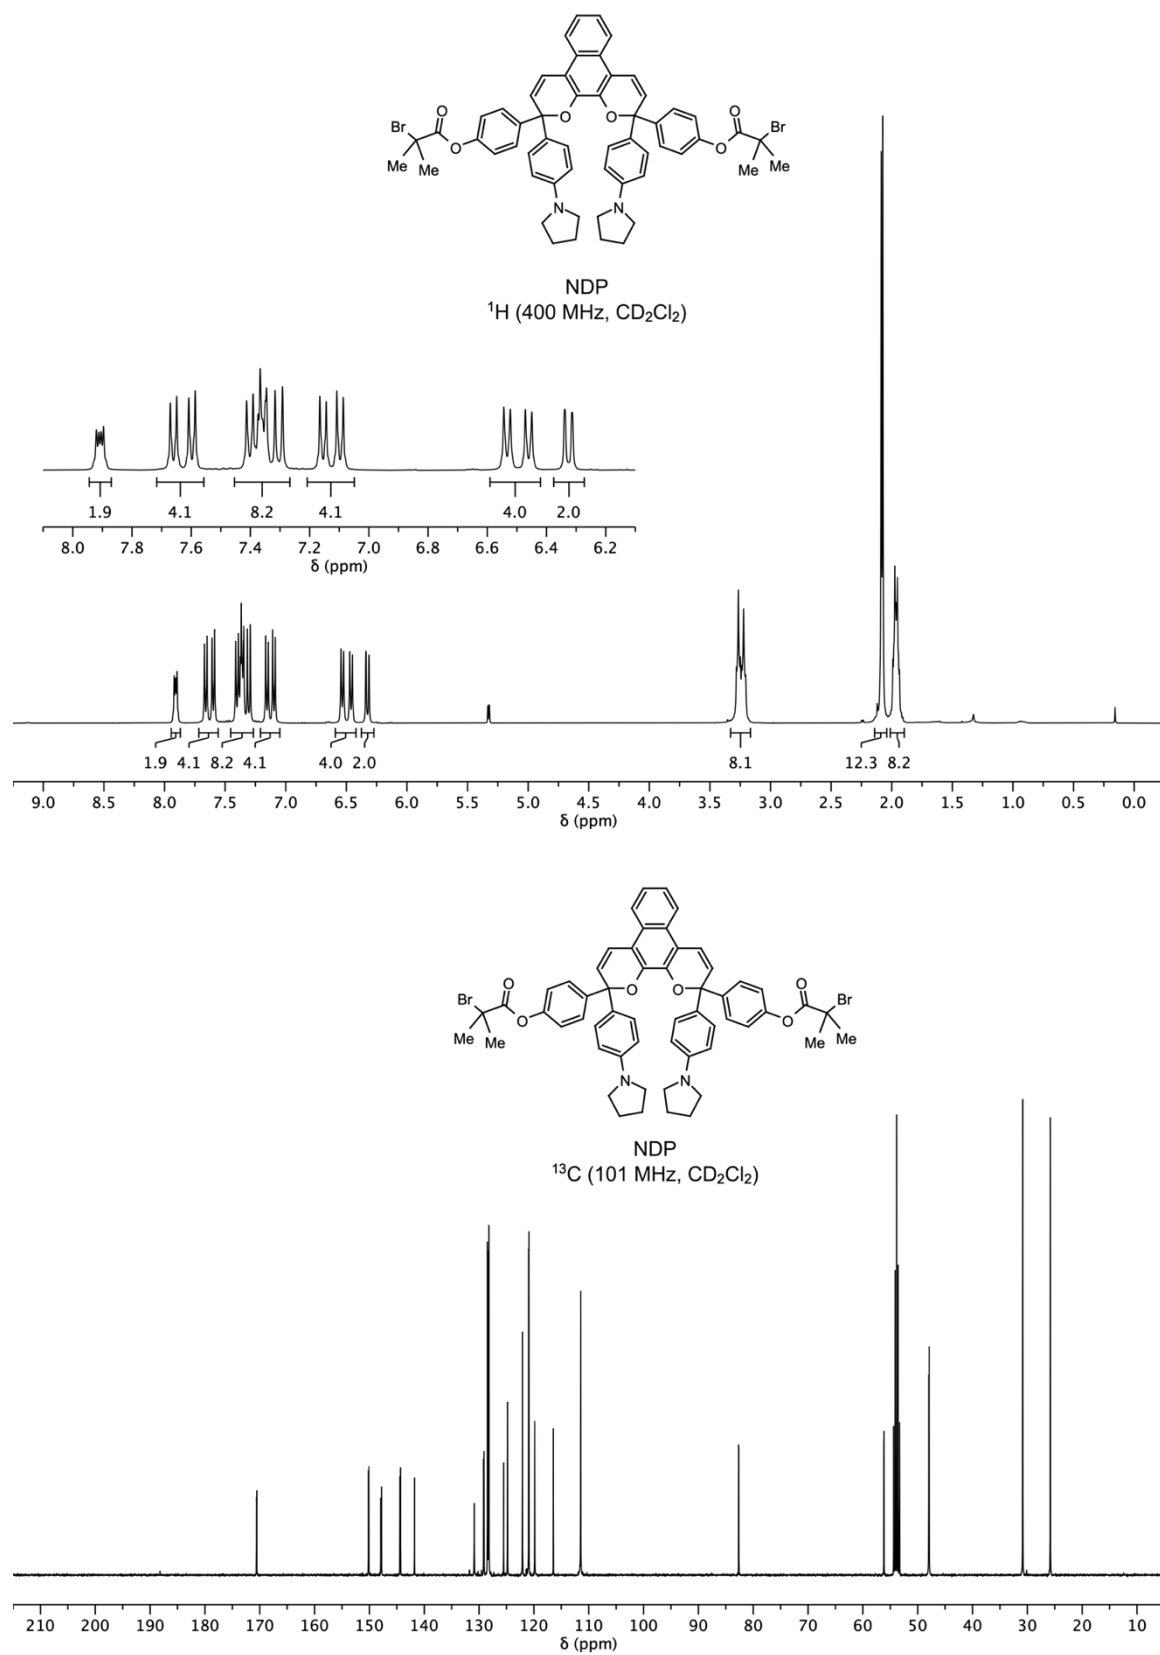 O O
Br Br
O O
O O
Me Me Me Me
N N
NDP
¹H (400 MHz, CD₂Cl₂)
1.9 4.1 8.2 4.1 4.0 2.0
8.0 7.8 7.6 7.4 7.2 7.0 6.8 6.6 6.4 6.2
δ (ppm)
1.9 4.1 8.2 4.1 4.0 2.0 8.1 12.3 8.2
9.0 8.5 8.0 7.5 7.0 6.5 6.0 5.5 5.0 4.5 4.0 3.5 3.0 2.5 2.0 1.5 1.0 0.5 0.0
δ (ppm)
O O
Br Br
O O
O O
Me Me Me Me
N N
NDP
¹³C (101 MHz, CD₂Cl₂)
210 200 190 180 170 160 150 140 130 120 110 100 90 80 70 60 50 40 30 20 10
δ (ppm)